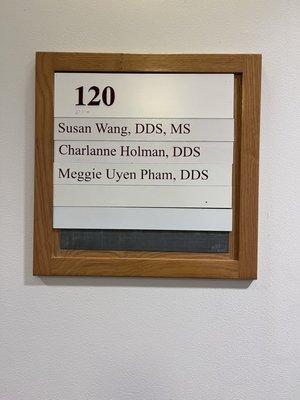 120
Susan Wang, DDS, MS
Charlanne Holman, DDS
Meggie Uyen Pham, DDS